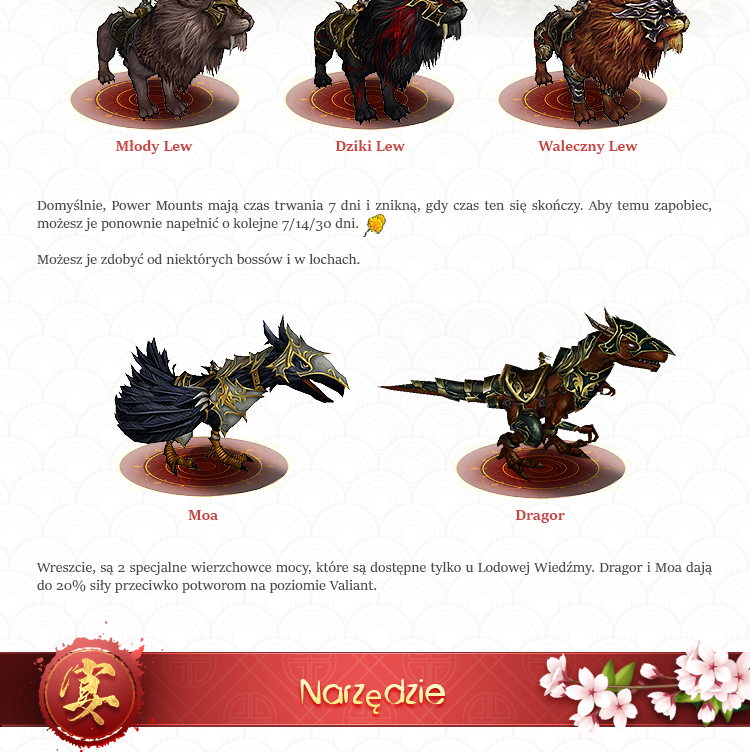 Młody Lew
Dziki Lew
Waleczny Lew
Domyślnie, Power Mounts mają czas trwania 7 dni i znikną, gdy czas ten się skończy. Aby temu zapobiec,
możesz je ponownie napełnić o kolejne 7/14/30 dni.
Możesz je zdobyć od niektórych bossów i w lochach.
Moa
Dragor
Wreszcie, są 2 specjalne wierzchowce mocy, które są dostępne tylko u Lodowej Wiedźmy. Dragor i Moa dają
do 20% siły przeciwko potworom na poziomie Valiant.
宴
Narzędzie